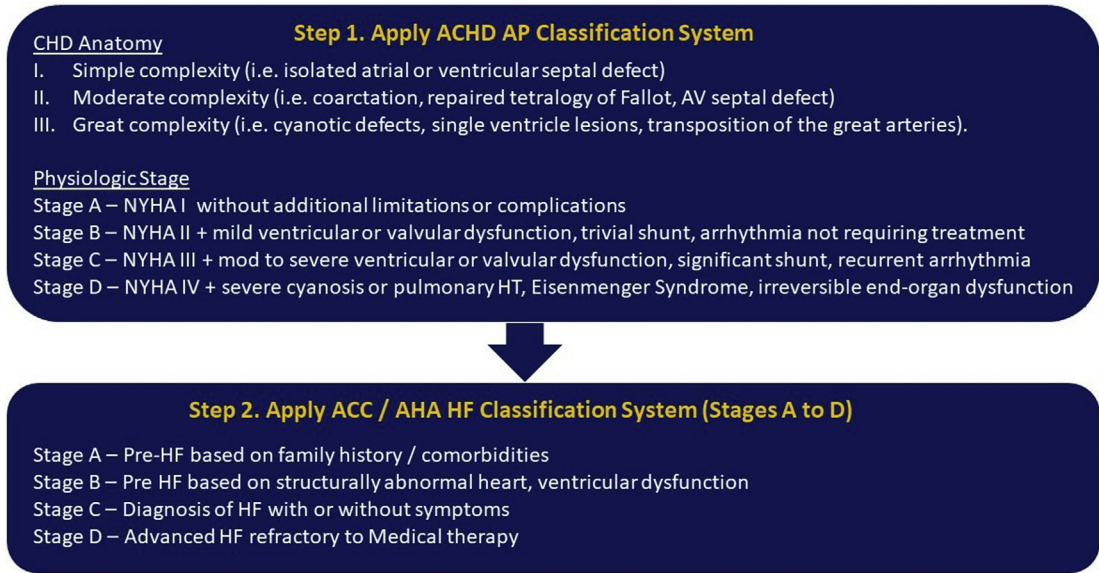 Step 1. Apply ACHD AP Classification System
CHD Anatomy
I. Simple complexity (i.e. isolated atrial or ventricular septal defect)
II. Moderate complexity (i.e. coarctation, repaired tetralogy of Fallot, AV septal defect)
III. Great complexity (i.e. cyanotic defects, single ventricle lesions, transposition of the great arteries).
Physiologic Stage
Stage A – NYHA I without additional limitations or complications
Stage B – NYHA II + mild ventricular or valvular dysfunction, trivial shunt, arrhythmia not requiring treatment
Stage C – NYHA III + mod to severe ventricular or valvular dysfunction, significant shunt, recurrent arrhythmia
Stage D – NYHA IV + severe cyanosis or pulmonary HT, Eisenmenger Syndrome, irreversible end-organ dysfunction
Step 2. Apply ACC / AHA HF Classification System (Stages A to D)
Stage A – Pre-HF based on family history / comorbidities
Stage B – Pre HF based on structurally abnormal heart, ventricular dysfunction
Stage C – Diagnosis of HF with or without symptoms
Stage D – Advanced HF refractory to Medical therapy